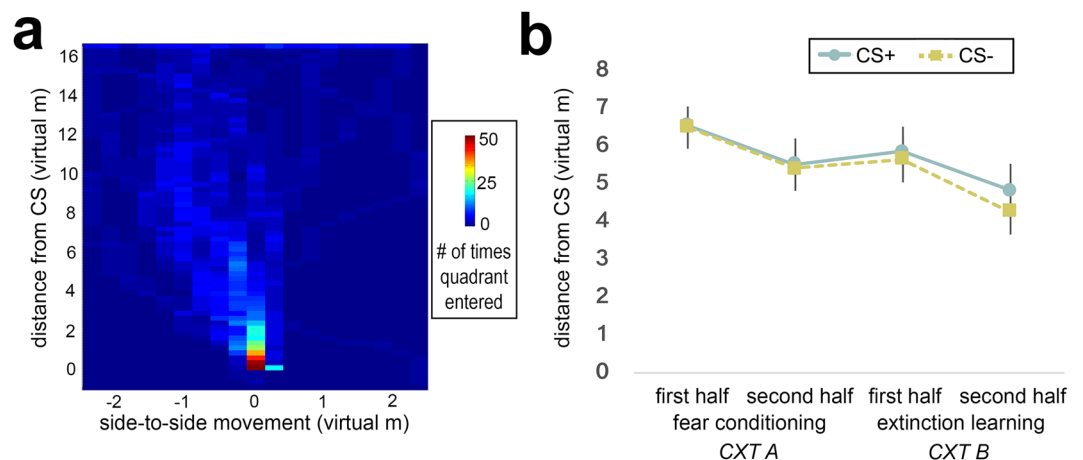 a
distance from CS (virtual m)
16
14
12
10
8
6
4
2
0
-2
-1
0
1
2
side-to-side movement (virtual m)
50
25
0
# of times
quadrant
entered
b
CS+ CS-
distance from CS (virtual m)
8
7
6
5
4
3
2
1
0
first half second half first half second half
fear conditioning extinction learning
CXT A CXT B